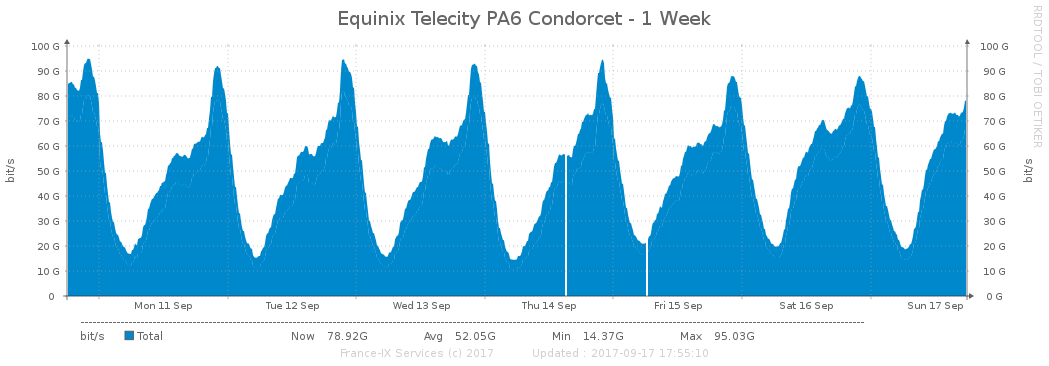 Equinix Telecity PA6 Condorcet - 1 Week
RRDTOOL / TOBI OETIKER
bit/s
100 G
90 G
80 G
70 G
60 G
50 G
40 G
30 G
20 G
10 G
0
100 G
90 G
80 G
70 G
60 G
50 G
40 G
30 G
20 G
10 G
0 G
bit/s
Mon 11 Sep Tue 12 Sep Wed 13 Sep Thu 14 Sep Fri 15 Sep Sat 16 Sep Sun 17 Sep
bit/s Total Now 78.92G Avg 52.05G Min 14.37G Max 95.03G
France-IX Services (c) 2017 Updated : 2017-09-17 17:55:10